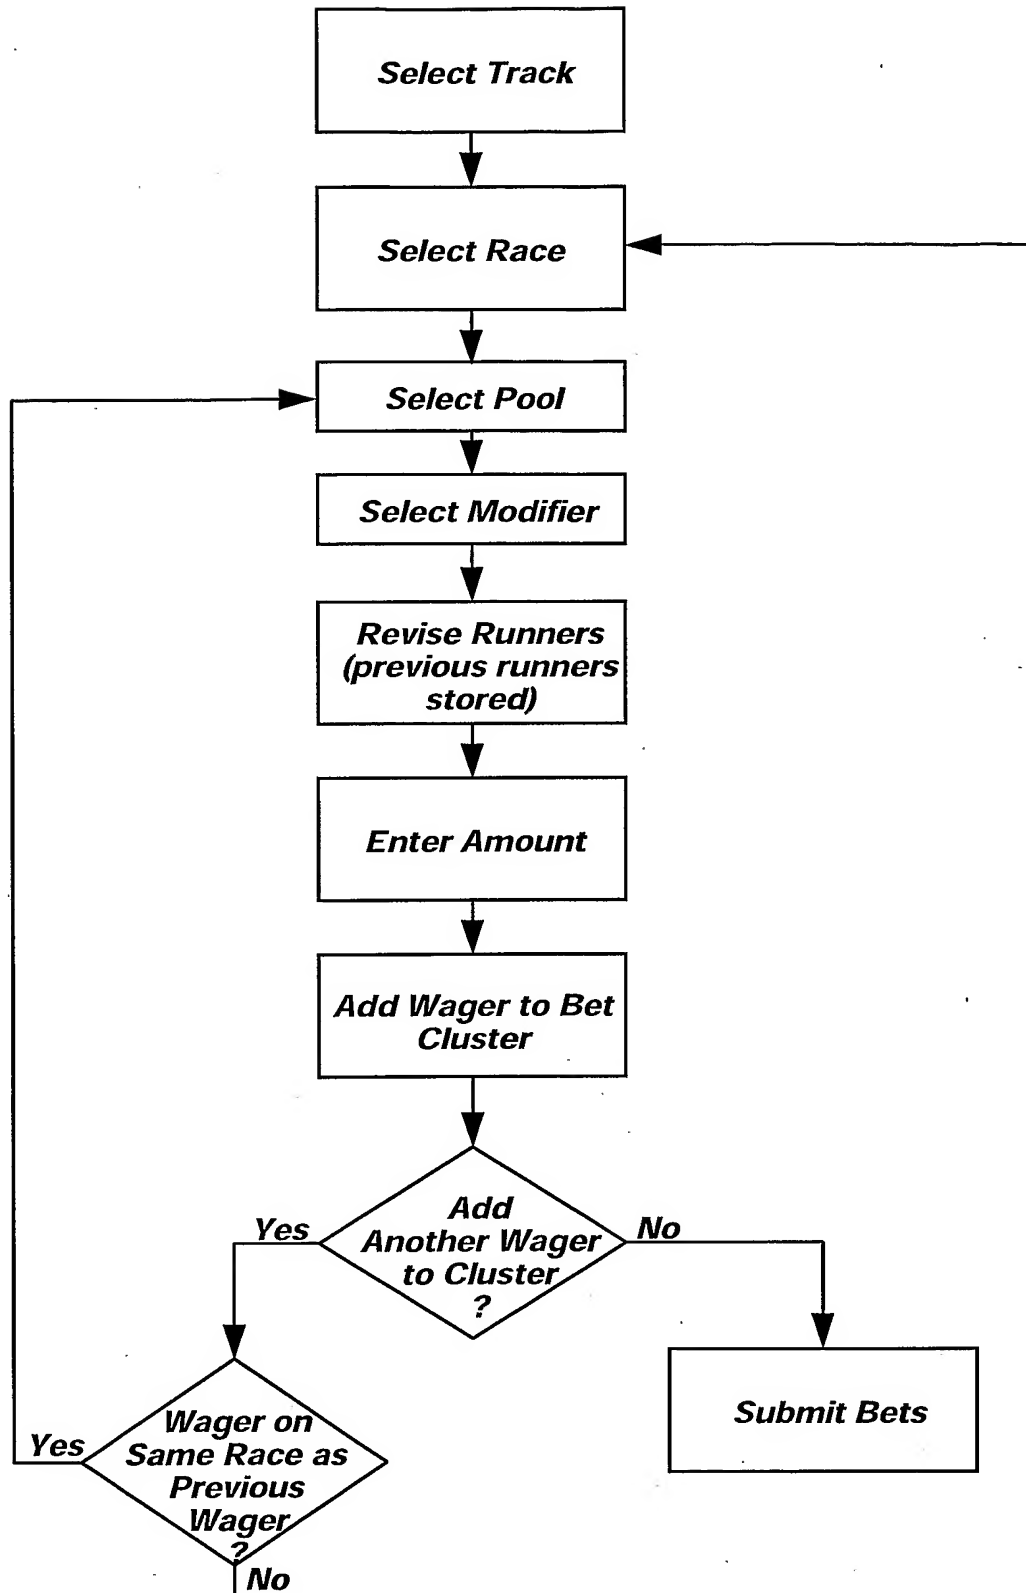 Select Track
Select Race
Select Pool
Select Modifier
Revise Runners
(previous runners
stored)
Enter Amount
Add Wager to Bet
Cluster
Add
Another Wager
to Cluster
?
Yes
No
Wager on
Same Race as
Previous
Wager
?
Yes
No
Submit Bets